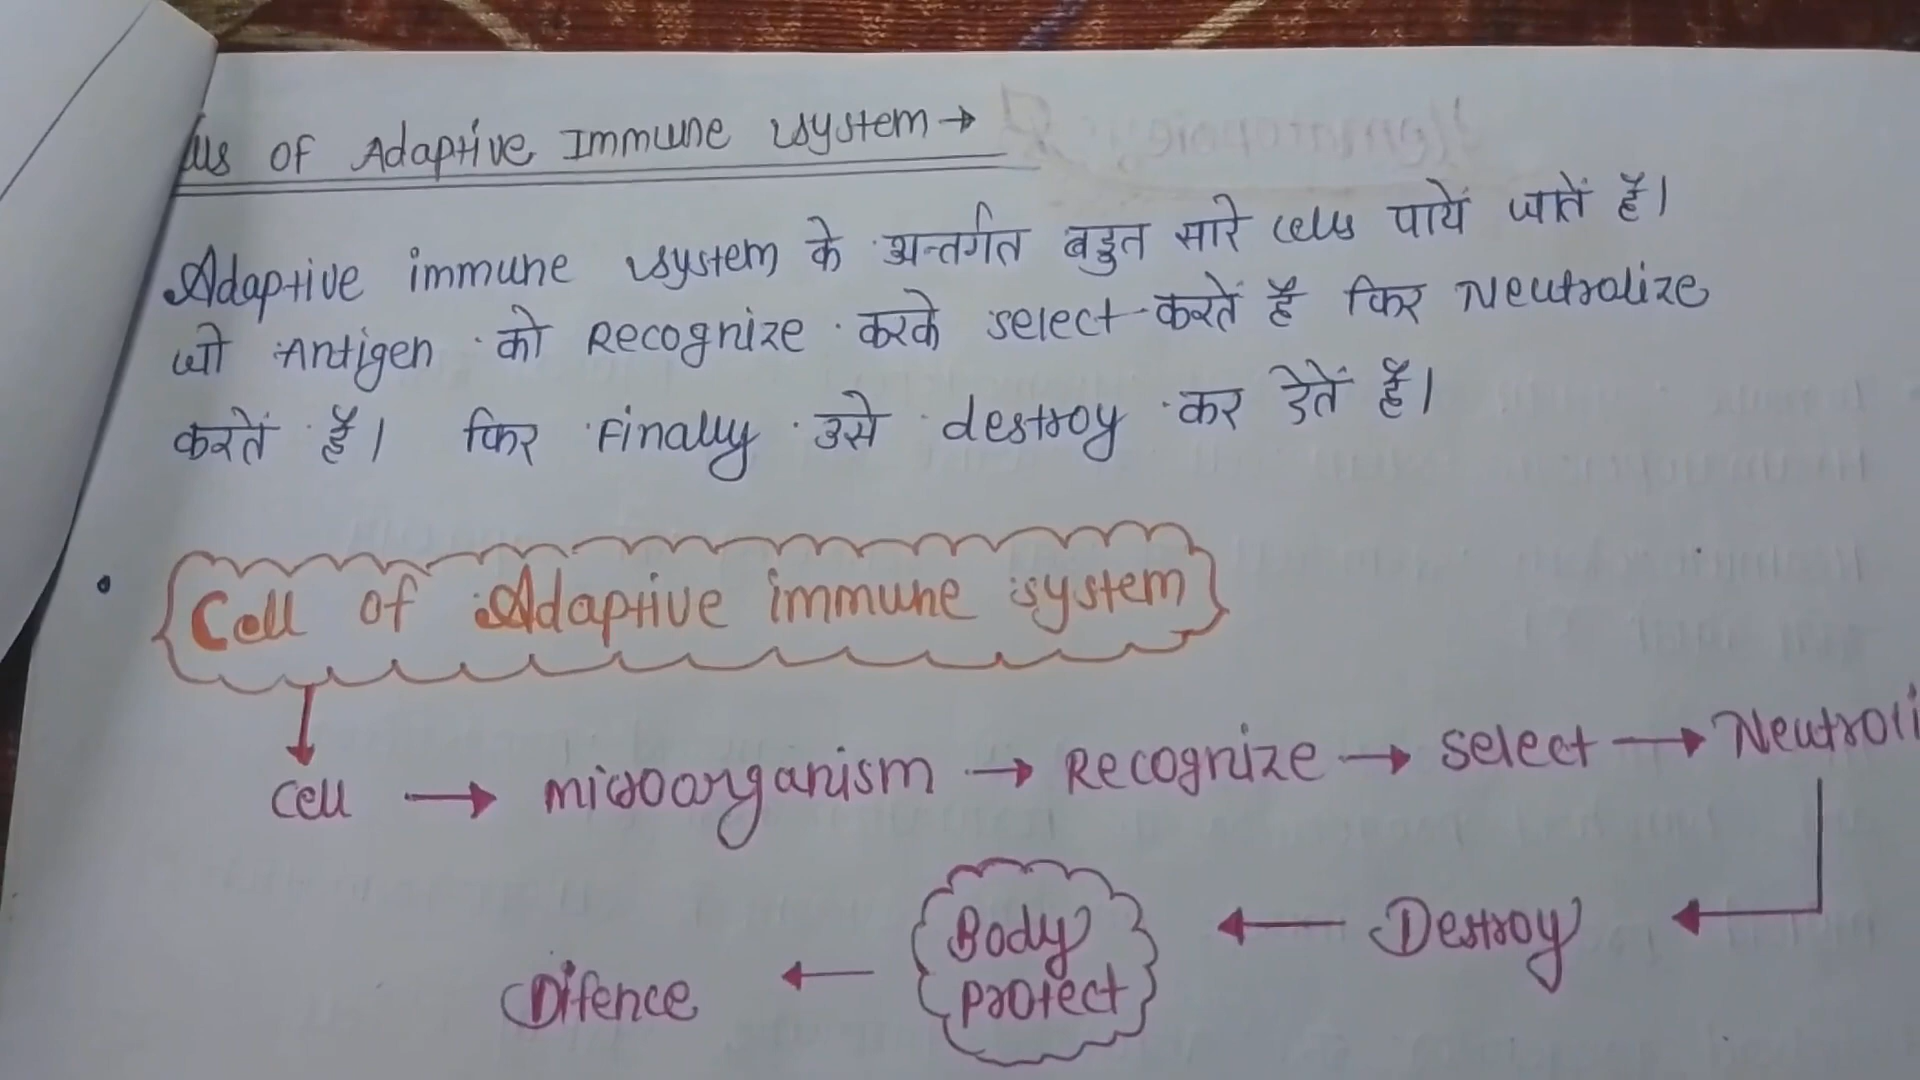 of Adaptive Immune system →
Adaptive immune system के अन्तर्गत बहुत सारे cells पायें जातें हैं।
जो Antigen को Recognize करके select करतें हैं फिर Neutralize
करतें हैं। फिर Finally उसे destroy कर देतें हैं।
Cell of Adaptive immune system
cell → microorganism → Recognize → select → Neutroli
Body ← Destroy ←
Difence ← protect